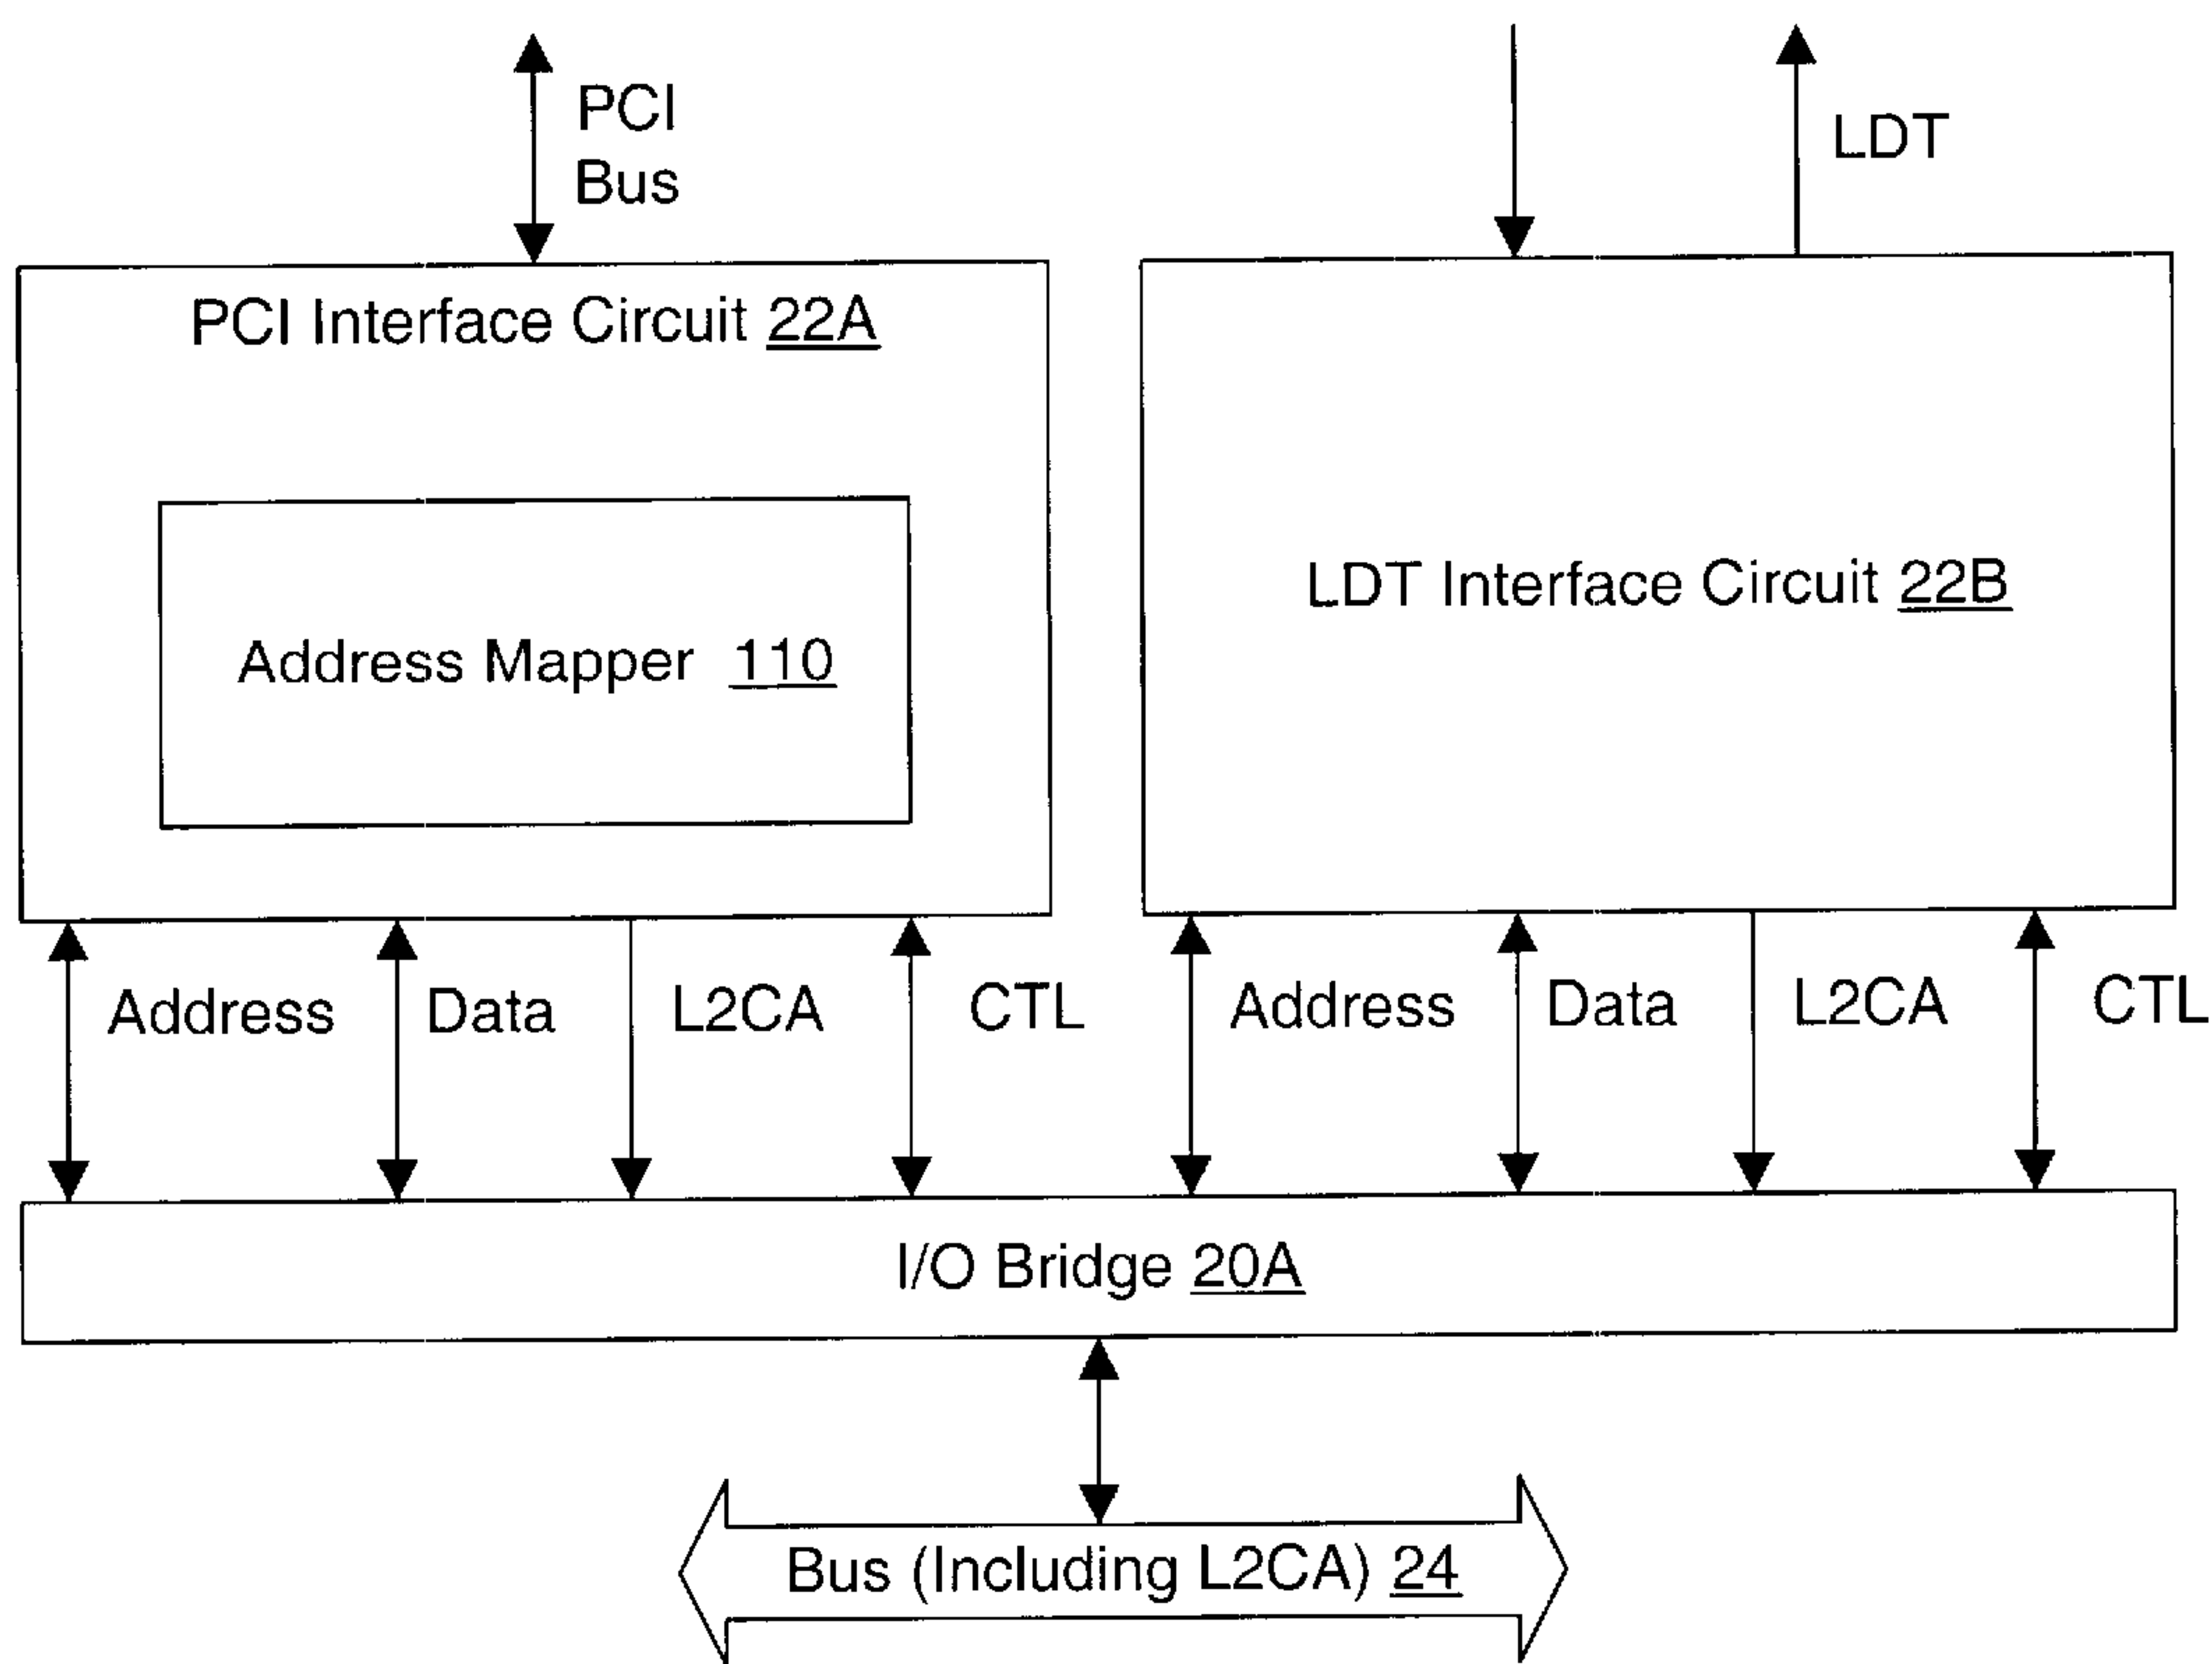 PCI
Bus
LDT
PCI Interface Circuit 22A
LDT Interface Circuit 22B
Address Mapper 110
Address Data L2CA CTL Address Data L2CA CTL
I/O Bridge 20A
Bus (Including L2CA) 24